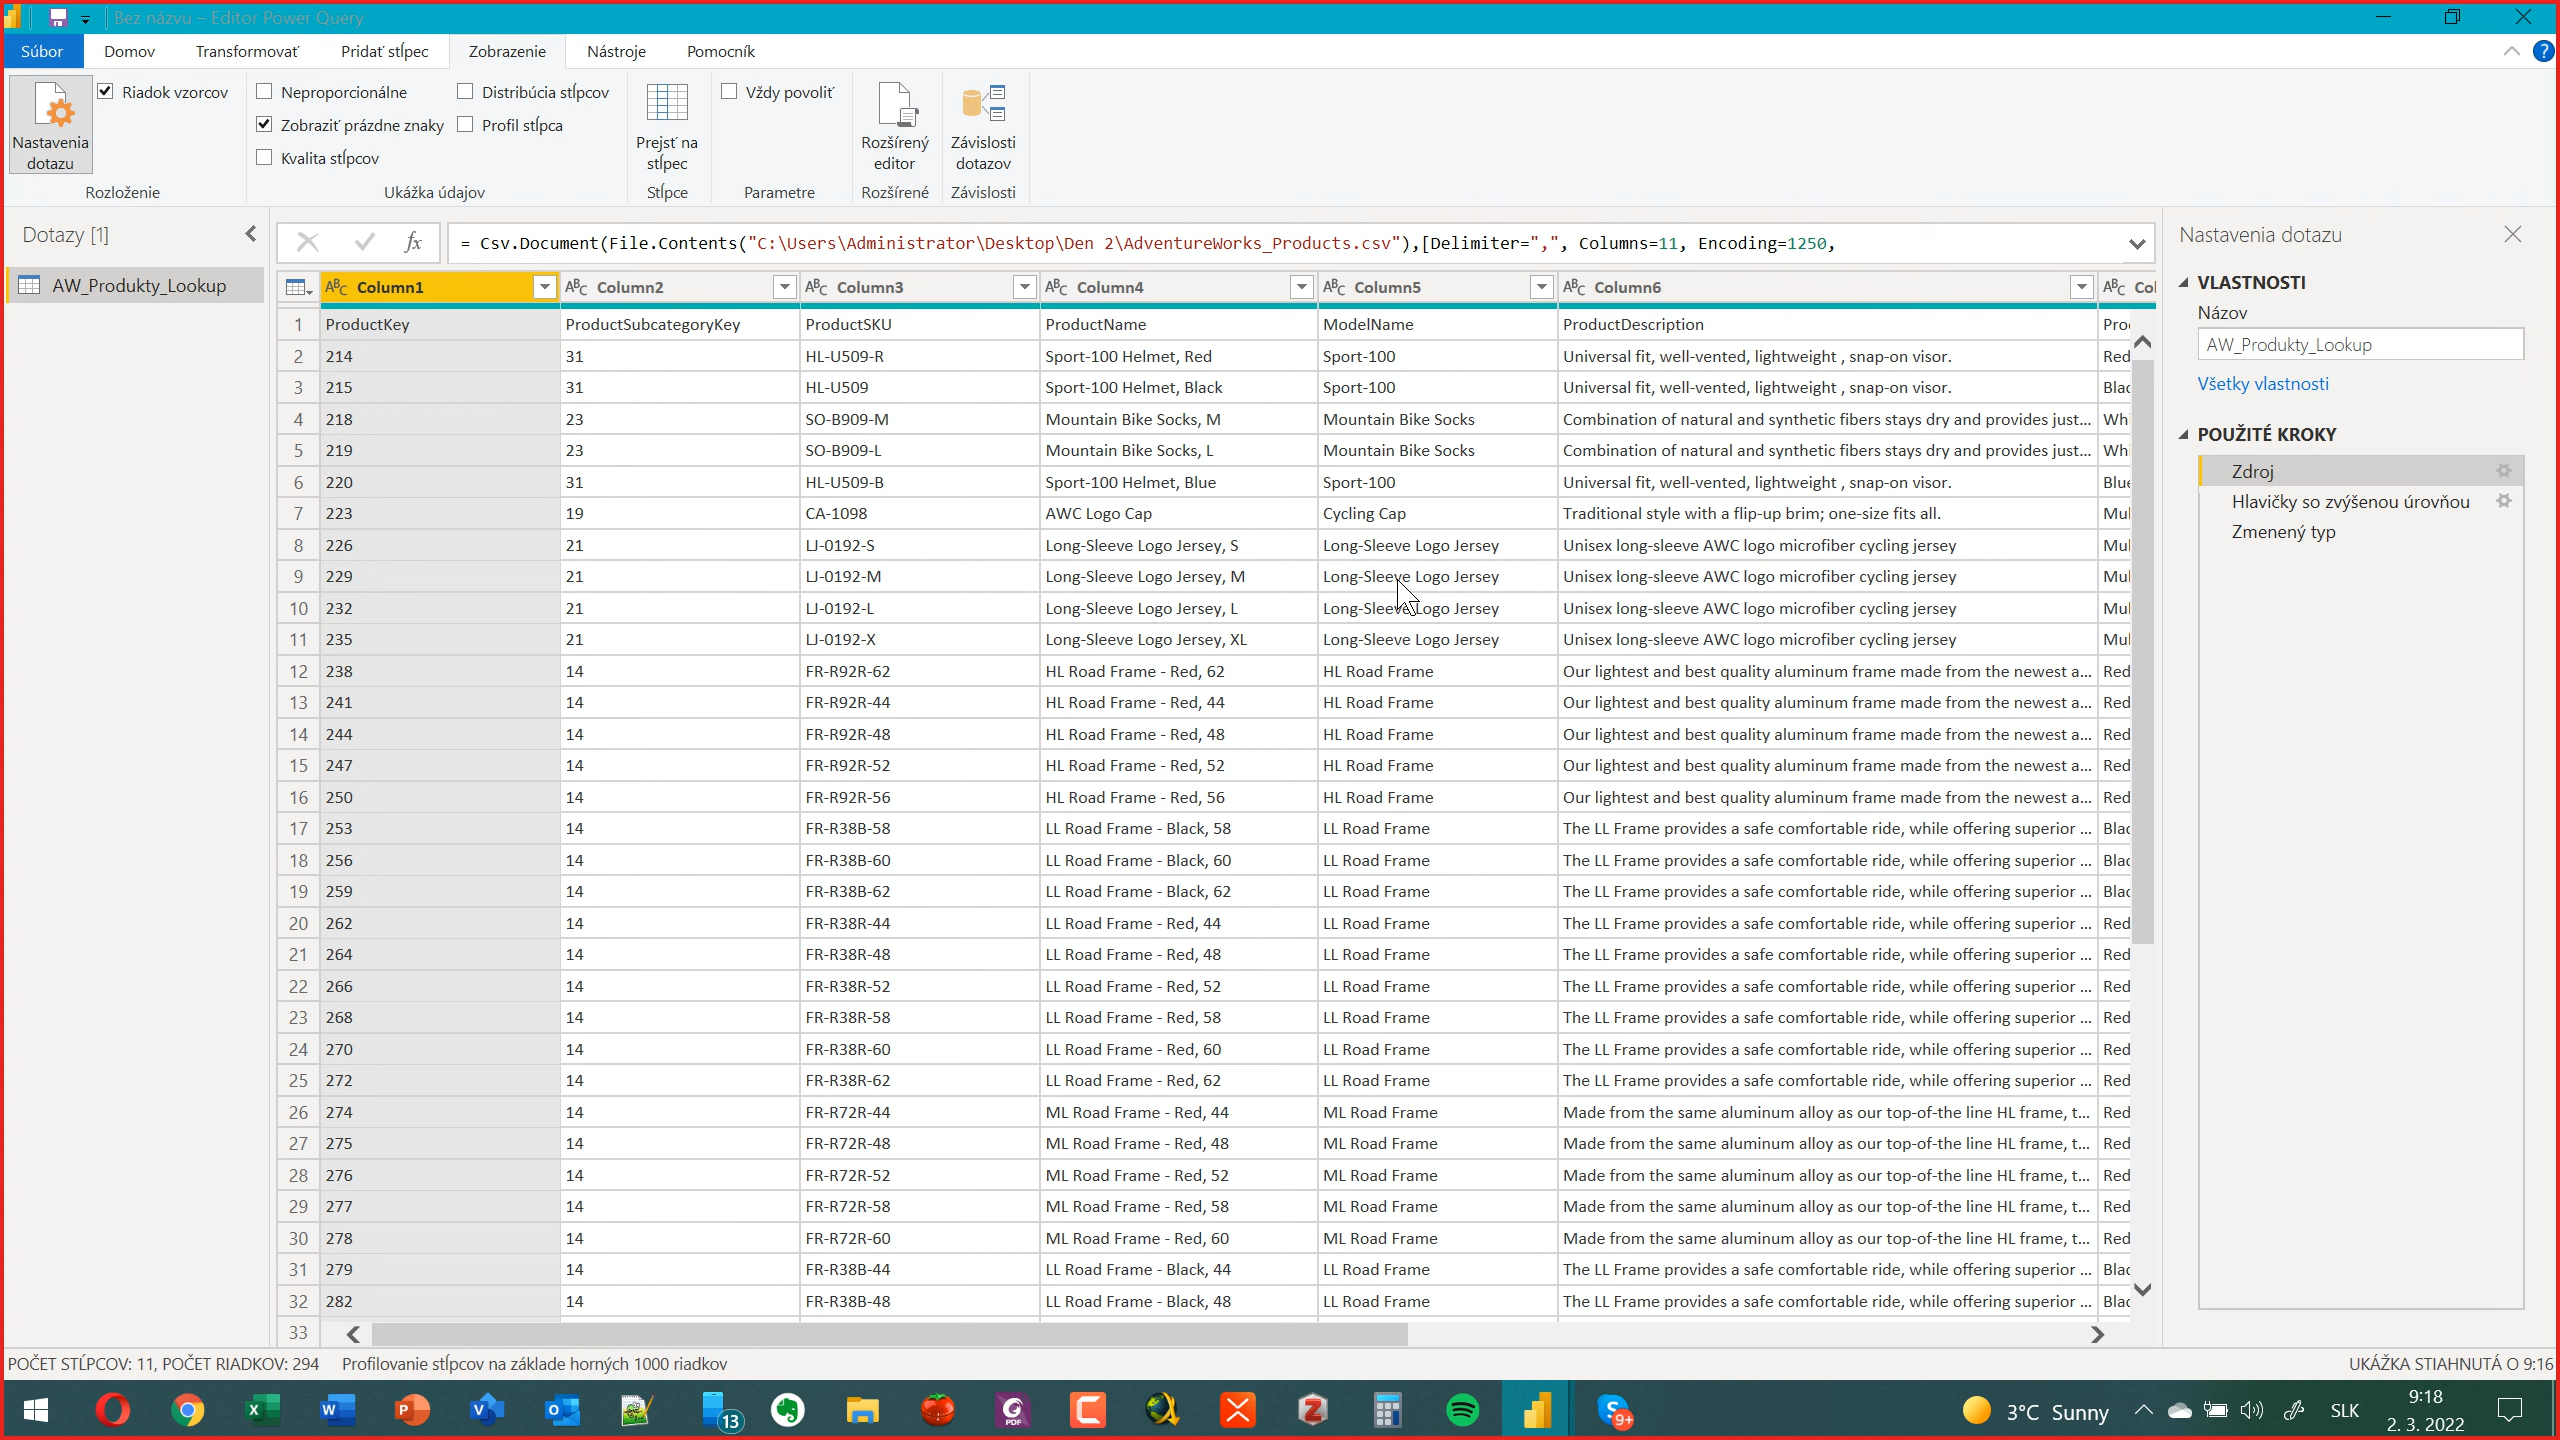 Bez názvu – Editor Power Query
Súbor Domov Transformovať Pridať stĺpec Zobrazenie Nástroje Pomocník
Nastavenia dotazu
Riadok vzorcov
Rozloženie
Neproporcionálne Distribúcia stĺpcov
Zobraziť prázdne znaky Profil stĺpca
Kvalita stĺpcov
Ukážka údajov
Prejsť na stĺpec
Stĺpce
Vždy povoliť
Parametre
Rozšírený editor
Rozšírené
Závislosti dotazov
Závislosti
Dotazy [1]
AW_Produkty_Lookup
fx = Csv.Document(File.Contents("C:\Users\Administrator\Desktop\Den 2\AdventureWorks_Products.csv"),[Delimiter=",", Columns=11, Encoding=1250,
Column1 Column2 Column3 Column4 Column5 Column6
1 ProductKey ProductSubcategoryKey ProductSKU ProductName ModelName ProductDescription
2 214 31 HL-U509-R Sport-100 Helmet, Red Sport-100 Universal fit, well-vented, lightweight , snap-on visor. Red
3 215 31 HL-U509 Sport-100 Helmet, Black Sport-100 Universal fit, well-vented, lightweight , snap-on visor.
4 218 23 SO-B909-M Mountain Bike Socks, M Mountain Bike Socks Combination of natural and synthetic fibers stays dry and provides just...
5 219 23 SO-B909-L Mountain Bike Socks, L Mountain Bike Socks Combination of natural and synthetic fibers stays dry and provides just...
6 220 31 HL-U509-B Sport-100 Helmet, Blue Sport-100 Universal fit, well-vented, lightweight , snap-on visor.
7 223 19 CA-1098 AWC Logo Cap Cycling Cap Traditional style with a flip-up brim; one-size fits all.
8 226 21 LJ-0192-S Long-Sleeve Logo Jersey, S Long-Sleeve Logo Jersey Unisex long-sleeve AWC logo microfiber cycling jersey
9 229 21 LJ-0192-M Long-Sleeve Logo Jersey, M Long-Sleeve Logo Jersey Unisex long-sleeve AWC logo microfiber cycling jersey
10 232 21 LJ-0192-L Long-Sleeve Logo Jersey, L Long-Sleeve Logo Jersey Unisex long-sleeve AWC logo microfiber cycling jersey
11 235 21 LJ-0192-X Long-Sleeve Logo Jersey, XL Long-Sleeve Logo Jersey Unisex long-sleeve AWC logo microfiber cycling jersey
12 238 14 FR-R92R-62 HL Road Frame - Red, 62 HL Road Frame Our lightest and best quality aluminum frame made from the newest a... Red
13 241 14 FR-R92R-44 HL Road Frame - Red, 44 HL Road Frame Our lightest and best quality aluminum frame made from the newest a... Red
14 244 14 FR-R92R-48 HL Road Frame - Red, 48 HL Road Frame Our lightest and best quality aluminum frame made from the newest a... Red
15 247 14 FR-R92R-52 HL Road Frame - Red, 52 HL Road Frame Our lightest and best quality aluminum frame made from the newest a... Red
16 250 14 FR-R92R-56 HL Road Frame - Red, 56 HL Road Frame Our lightest and best quality aluminum frame made from the newest a... Red
17 253 14 FR-R38B-58 LL Road Frame - Black, 58 LL Road Frame The LL Frame provides a safe comfortable ride, while offering superior ...
18 256 14 FR-R38B-60 LL Road Frame - Black, 60 LL Road Frame The LL Frame provides a safe comfortable ride, while offering superior ...
19 259 14 FR-R38B-62 LL Road Frame - Black, 62 LL Road Frame The LL Frame provides a safe comfortable ride, while offering superior ...
20 262 14 FR-R38R-44 LL Road Frame - Red, 44 LL Road Frame The LL Frame provides a safe comfortable ride, while offering superior ... Red
21 264 14 FR-R38R-48 LL Road Frame - Red, 48 LL Road Frame The LL Frame provides a safe comfortable ride, while offering superior ... Red
22 266 14 FR-R38R-52 LL Road Frame - Red, 52 LL Road Frame The LL Frame provides a safe comfortable ride, while offering superior ... Red
23 268 14 FR-R38R-58 LL Road Frame - Red, 58 LL Road Frame The LL Frame provides a safe comfortable ride, while offering superior ... Red
24 270 14 FR-R38R-60 LL Road Frame - Red, 60 LL Road Frame The LL Frame provides a safe comfortable ride, while offering superior ... Red
25 272 14 FR-R38R-62 LL Road Frame - Red, 62 LL Road Frame The LL Frame provides a safe comfortable ride, while offering superior ... Red
26 274 14 FR-R72R-44 ML Road Frame - Red, 44 ML Road Frame Made from the same aluminum alloy as our top-of-the line HL frame, t... Red
27 275 14 FR-R72R-48 ML Road Frame - Red, 48 ML Road Frame Made from the same aluminum alloy as our top-of-the line HL frame, t... Red
28 276 14 FR-R72R-52 ML Road Frame - Red, 52 ML Road Frame Made from the same aluminum alloy as our top-of-the line HL frame, t... Red
29 277 14 FR-R72R-58 ML Road Frame - Red, 58 ML Road Frame Made from the same aluminum alloy as our top-of-the line HL frame, t... Red
30 278 14 FR-R72R-60 ML Road Frame - Red, 60 ML Road Frame Made from the same aluminum alloy as our top-of-the line HL frame, t... Red
31 279 14 FR-R38B-44 LL Road Frame - Black, 44 LL Road Frame The LL Frame provides a safe comfortable ride, while offering superior ...
32 282 14 FR-R38B-48 LL Road Frame - Black, 48 LL Road Frame The LL Frame provides a safe comfortable ride, while offering superior ...
33
Nastavenia dotazu
VLASTNOSTI
Názov
AW_Produkty_Lookup
Všetky vlastnosti
POUŽITÉ KROKY
Zdroj
Hlavičky so zvýšenou úrovňou
Zmenený typ
POČET STĹPCOV: 11, POČET RIADKOV: 294 Profilovanie stĺpcov na základe horných 1000 riadkov UKÁŽKA STIAHNUTÁ O 9:16
13 PDF 9+ 3°C Sunny SLK 9:18
2. 3. 2022